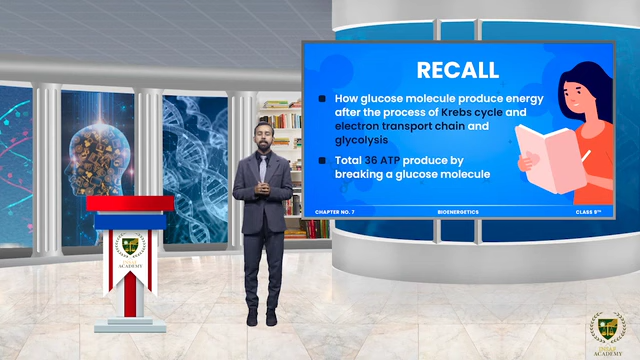 RECALL
How glucose molecule produce energy
after the process of Krebs cycle and
electron transport chain and
glycolysis
Total 36 ATP produce by
breaking a glucose molecule
CHAPTER NO. 7
BIOENERGETICS
CLASS 9TH
ACADEMY
ACADEMY